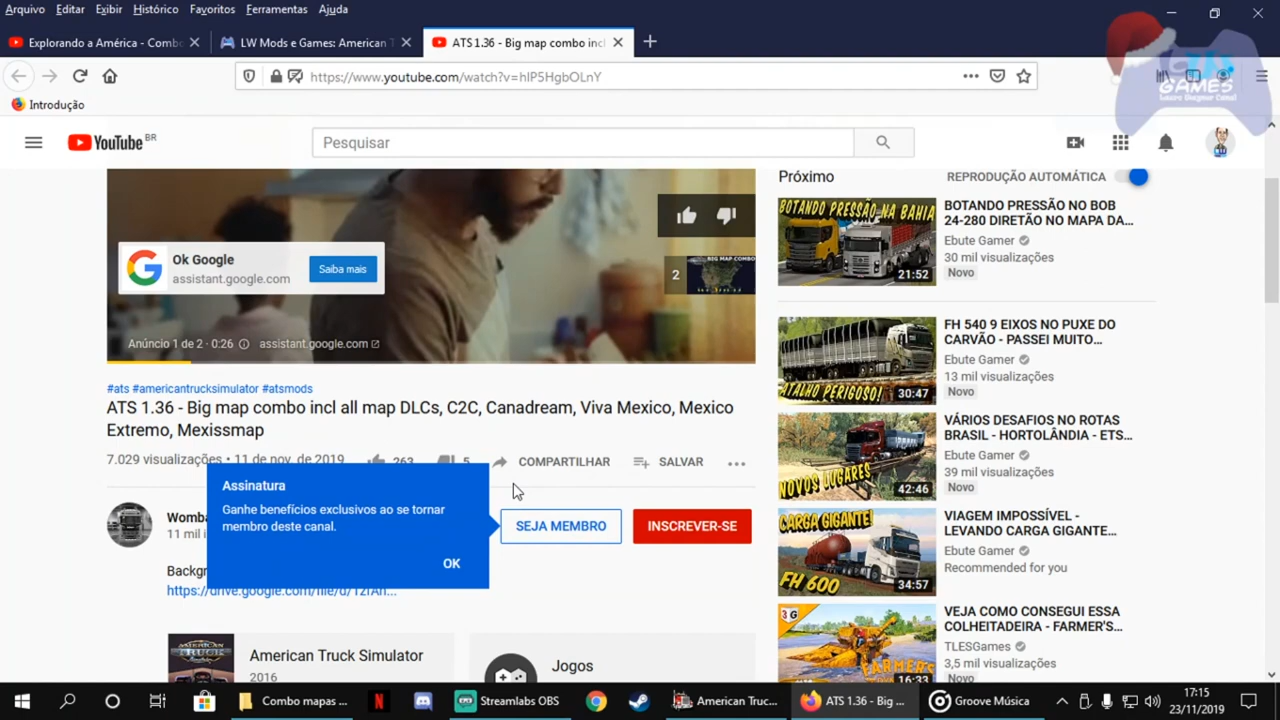 Arquivo Editar Exibir Histórico Favoritos Ferramentas Ajuda
Explorando a América - Combo
LW Mods e Games: American T
ATS 1.36 - Big map combo incl
https://www.youtube.com/watch?v=hlP5HgbOLnY
GAMES
Introdução
YouTube BR
Pesquisar
Próximo
REPRODUÇÃO AUTOMÁTICA
Ok Google
assistant.google.com
Saiba mais
2
BIG MAP COMBO
Anúncio 1 de 2 · 0:26
assistant.google.com
#ats #americantrucksimulator #atsmods
ATS 1.36 - Big map combo incl all map DLCs, C2C, Canadream, Viva Mexico, Mexico
Extremo, Mexissmap
7.029 visualizações • 11 de nov. de 2019
263
5
COMPARTILHAR
SALVAR
Assinatura
Ganhe benefícios exclusivos ao se tornar
membro deste canal.
OK
Womba
11 mil i
SEJA MEMBRO
INSCREVER-SE
Backgr
AMERICAN
TRUCK
American Truck Simulator
2016
Jogos
BOTANDO PRESSÃO NA BAHIA
21:52
BOTANDO PRESSÃO NO BOB
24-280 DIRETÃO NO MAPA DA...
Ebute Gamer
30 mil visualizações
Novo
ATALHO PERIGOSO!
30:47
FH 540 9 EIXOS NO PUXE DO
CARVÃO - PASSEI MUITO...
Ebute Gamer
13 mil visualizações
Novo
NOVOS LUGARES
42:46
VÁRIOS DESAFIOS NO ROTAS
BRASIL - HORTOLÂNDIA - ETS...
Ebute Gamer
39 mil visualizações
Novo
CARGA GIGANTE!
FH 600
34:57
VIAGEM IMPOSSÍVEL -
LEVANDO CARGA GIGANTE...
Ebute Gamer
Recommended for you
3G
FARMER'S
16:33
VEJA COMO CONSEGUI ESSA
COLHEITADEIRA - FARMER'S...
TLESGames
3,5 mil visualizações
Novo
Combo mapas ...
Streamlabs OBS
American Truc...
ATS 1.36 - Big ...
Groove Música
17:15
23/11/2019